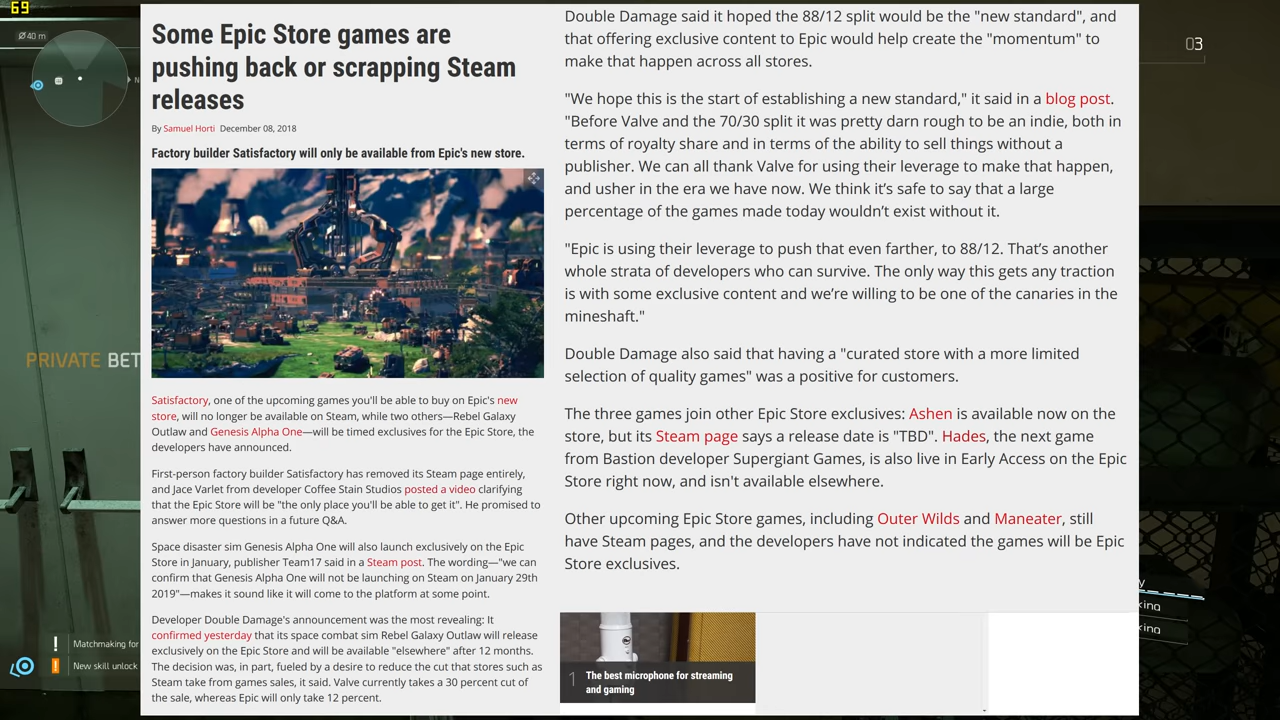 69
Ø 40 m
N
03
PRIVATE BET
Matchmaking for
New skill unlock
Some Epic Store games are
pushing back or scrapping Steam
releases
By Samuel Horti December 08, 2018
Factory builder Satisfactory will only be available from Epic's new store.
Satisfactory, one of the upcoming games you'll be able to buy on Epic's new
store, will no longer be available on Steam, while two others—Rebel Galaxy
Outlaw and Genesis Alpha One—will be timed exclusives for the Epic Store, the
developers have announced.
First-person factory builder Satisfactory has removed its Steam page entirely,
and Jace Varlet from developer Coffee Stain Studios posted a video clarifying
that the Epic Store will be "the only place you'll be able to get it". He promised to
answer more questions in a future Q&A.
Space disaster sim Genesis Alpha One will also launch exclusively on the Epic
Store in January, publisher Team17 said in a Steam post. The wording—"we can
confirm that Genesis Alpha One will not be launching on Steam on January 29th
2019"—makes it sound like it will come to the platform at some point.
Developer Double Damage's announcement was the most revealing: It
confirmed yesterday that its space combat sim Rebel Galaxy Outlaw will release
exclusively on the Epic Store and will be available "elsewhere" after 12 months.
The decision was, in part, fueled by a desire to reduce the cut that stores such as
Steam take from games sales, it said. Valve currently takes a 30 percent cut of
the sale, whereas Epic will only take 12 percent.
Double Damage said it hoped the 88/12 split would be the "new standard", and
that offering exclusive content to Epic would help create the "momentum" to
make that happen across all stores.
"We hope this is the start of establishing a new standard," it said in a blog post.
"Before Valve and the 70/30 split it was pretty darn rough to be an indie, both in
terms of royalty share and in terms of the ability to sell things without a
publisher. We can all thank Valve for using their leverage to make that happen,
and usher in the era we have now. We think it's safe to say that a large
percentage of the games made today wouldn't exist without it.
"Epic is using their leverage to push that even farther, to 88/12. That's another
whole strata of developers who can survive. The only way this gets any traction
is with some exclusive content and we're willing to be one of the canaries in the
mineshaft."
Double Damage also said that having a "curated store with a more limited
selection of quality games" was a positive for customers.
The three games join other Epic Store exclusives: Ashen is available now on the
store, but its Steam page says a release date is "TBD". Hades, the next game
from Bastion developer Supergiant Games, is also live in Early Access on the Epic
Store right now, and isn't available elsewhere.
Other upcoming Epic Store games, including Outer Wilds and Maneater, still
have Steam pages, and the developers have not indicated the games will be Epic
Store exclusives.
1 The best microphone for streaming
and gaming
y
king
king